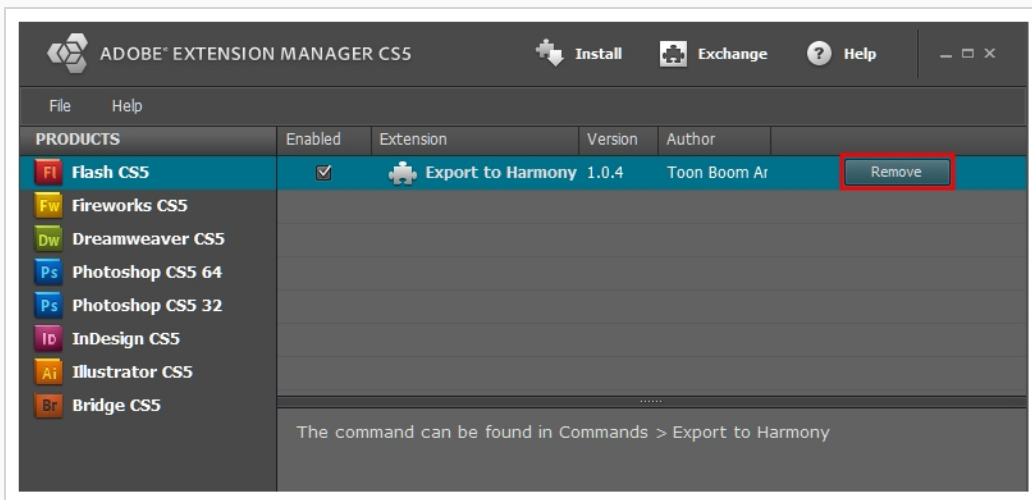 ADOBE® EXTENSION MANAGER CS5 Install Exchange ? Help
File Help
PRODUCTS Enabled Extension Version Author
Fl Flash CS5 Export to Harmony 1.0.4 Toon Boom Ar Remove
Fw Fireworks CS5
Dw Dreamweaver CS5
Ps Photoshop CS5 64
Ps Photoshop CS5 32
ID InDesign CS5
Ai Illustrator CS5
Br Bridge CS5
The command can be found in Commands > Export to Harmony